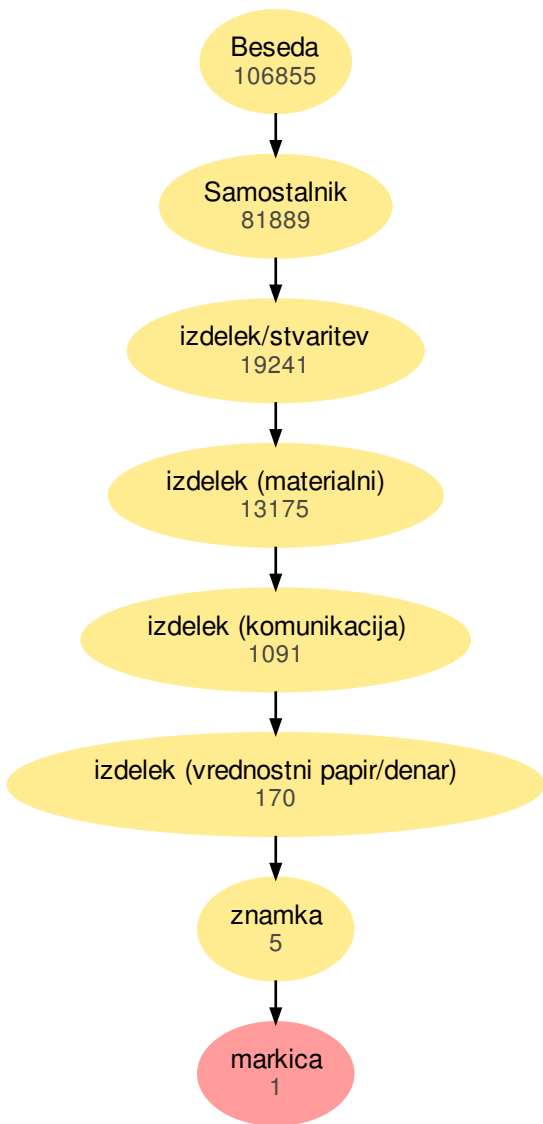 Beseda
106855
Samostalnik
81889
izdelek/stvaritev
19241
izdelek (materialni)
13175
izdelek (komunikacija)
1091
izdelek (vrednostni papir/denar)
170
znamka
5
markica
1